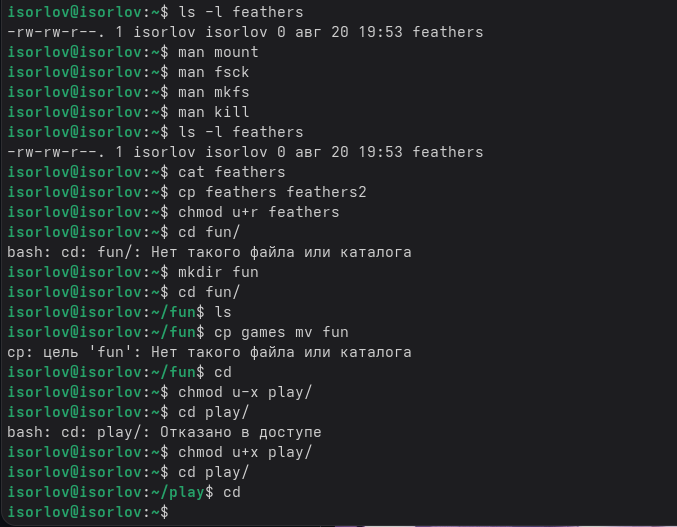 isorlov@isorlov:~$ ls -l feathers
-rw-rw-r--. 1 isorlov isorlov 0 авг 20 19:53 feathers
isorlov@isorlov:~$ man mount
isorlov@isorlov:~$ man fsck
isorlov@isorlov:~$ man mkfs
isorlov@isorlov:~$ man kill
isorlov@isorlov:~$ ls -l feathers
-rw-rw-r--. 1 isorlov isorlov 0 авг 20 19:53 feathers
isorlov@isorlov:~$ cat feathers
isorlov@isorlov:~$ cp feathers feathers2
isorlov@isorlov:~$ chmod u+r feathers
isorlov@isorlov:~$ cd fun/
bash: cd: fun/: Нет такого файла или каталога
isorlov@isorlov:~$ mkdir fun
isorlov@isorlov:~$ cd fun/
isorlov@isorlov:~/fun$ ls
isorlov@isorlov:~/fun$ cp games mv fun
cp: цель 'fun': Нет такого файла или каталога
isorlov@isorlov:~/fun$ cd
isorlov@isorlov:~$ chmod u-x play/
isorlov@isorlov:~$ cd play/
bash: cd: play/: Отказано в доступе
isorlov@isorlov:~$ chmod u+x play/
isorlov@isorlov:~$ cd play/
isorlov@isorlov:~/play$ cd
isorlov@isorlov:~$